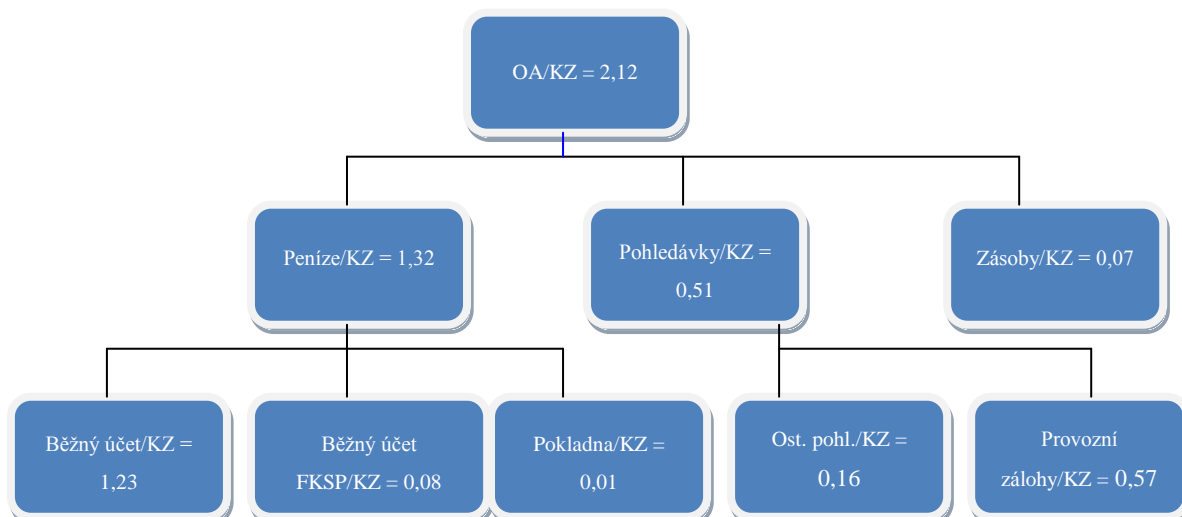 OA/KZ = 2,12
Peníze/KZ = 1,32
Pohledávky/KZ =
0,51
Zásoby/KZ = 0,07
Běžný účet/KZ =
1,23
Běžný účet
FKSP/KZ = 0,08
Pokladna/KZ =
0,01
Ost. pohl./KZ =
0,16
Provozní
zálohy/KZ = 0,57